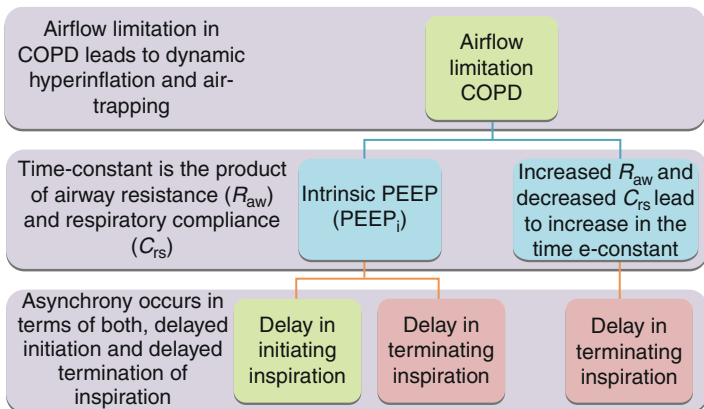 Airflow limitation in
COPD leads to dynamic
hyperinflation and air-
trapping
Airflow
limitation
COPD
Time-constant is the product
of airway resistance (Raw)
and respiratory compliance
(Crs)
Intrinsic PEEP
(PEEPi)
Increased Raw and
decreased Crs lead
to increase in the
time e-constant
Asynchrony occurs in
terms of both, delayed
initiation and delayed
termination of
inspiration
Delay in
initiating
inspiration
Delay in
terminating
inspiration
Delay in
terminating
inspiration